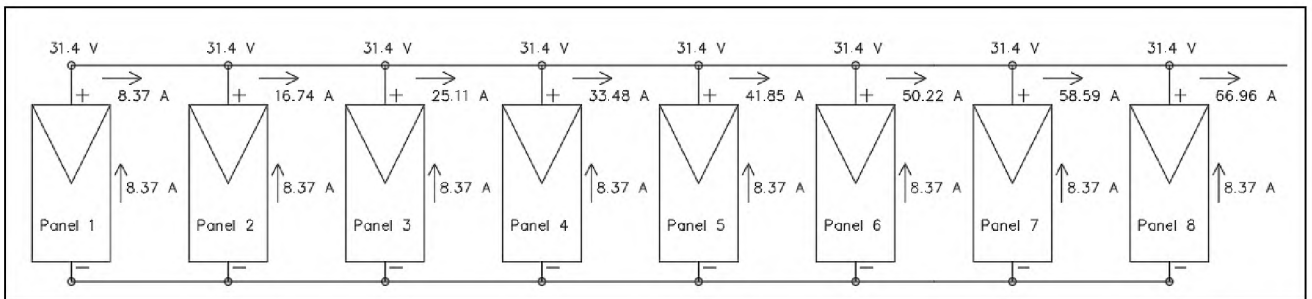 31.4 V 31.4 V 31.4 V 31.4 V 31.4 V 31.4 V 31.4 V 31.4 V
+ 8.37 A + 16.74 A + 25.11 A + 33.48 A + 41.85 A + 50.22 A + 58.59 A + 66.96 A
8.37 A 8.37 A 8.37 A 8.37 A 8.37 A 8.37 A 8.37 A 8.37 A
Panel 1 Panel 2 Panel 3 Panel 4 Panel 5 Panel 6 Panel 7 Panel 8
− − − − − − − −